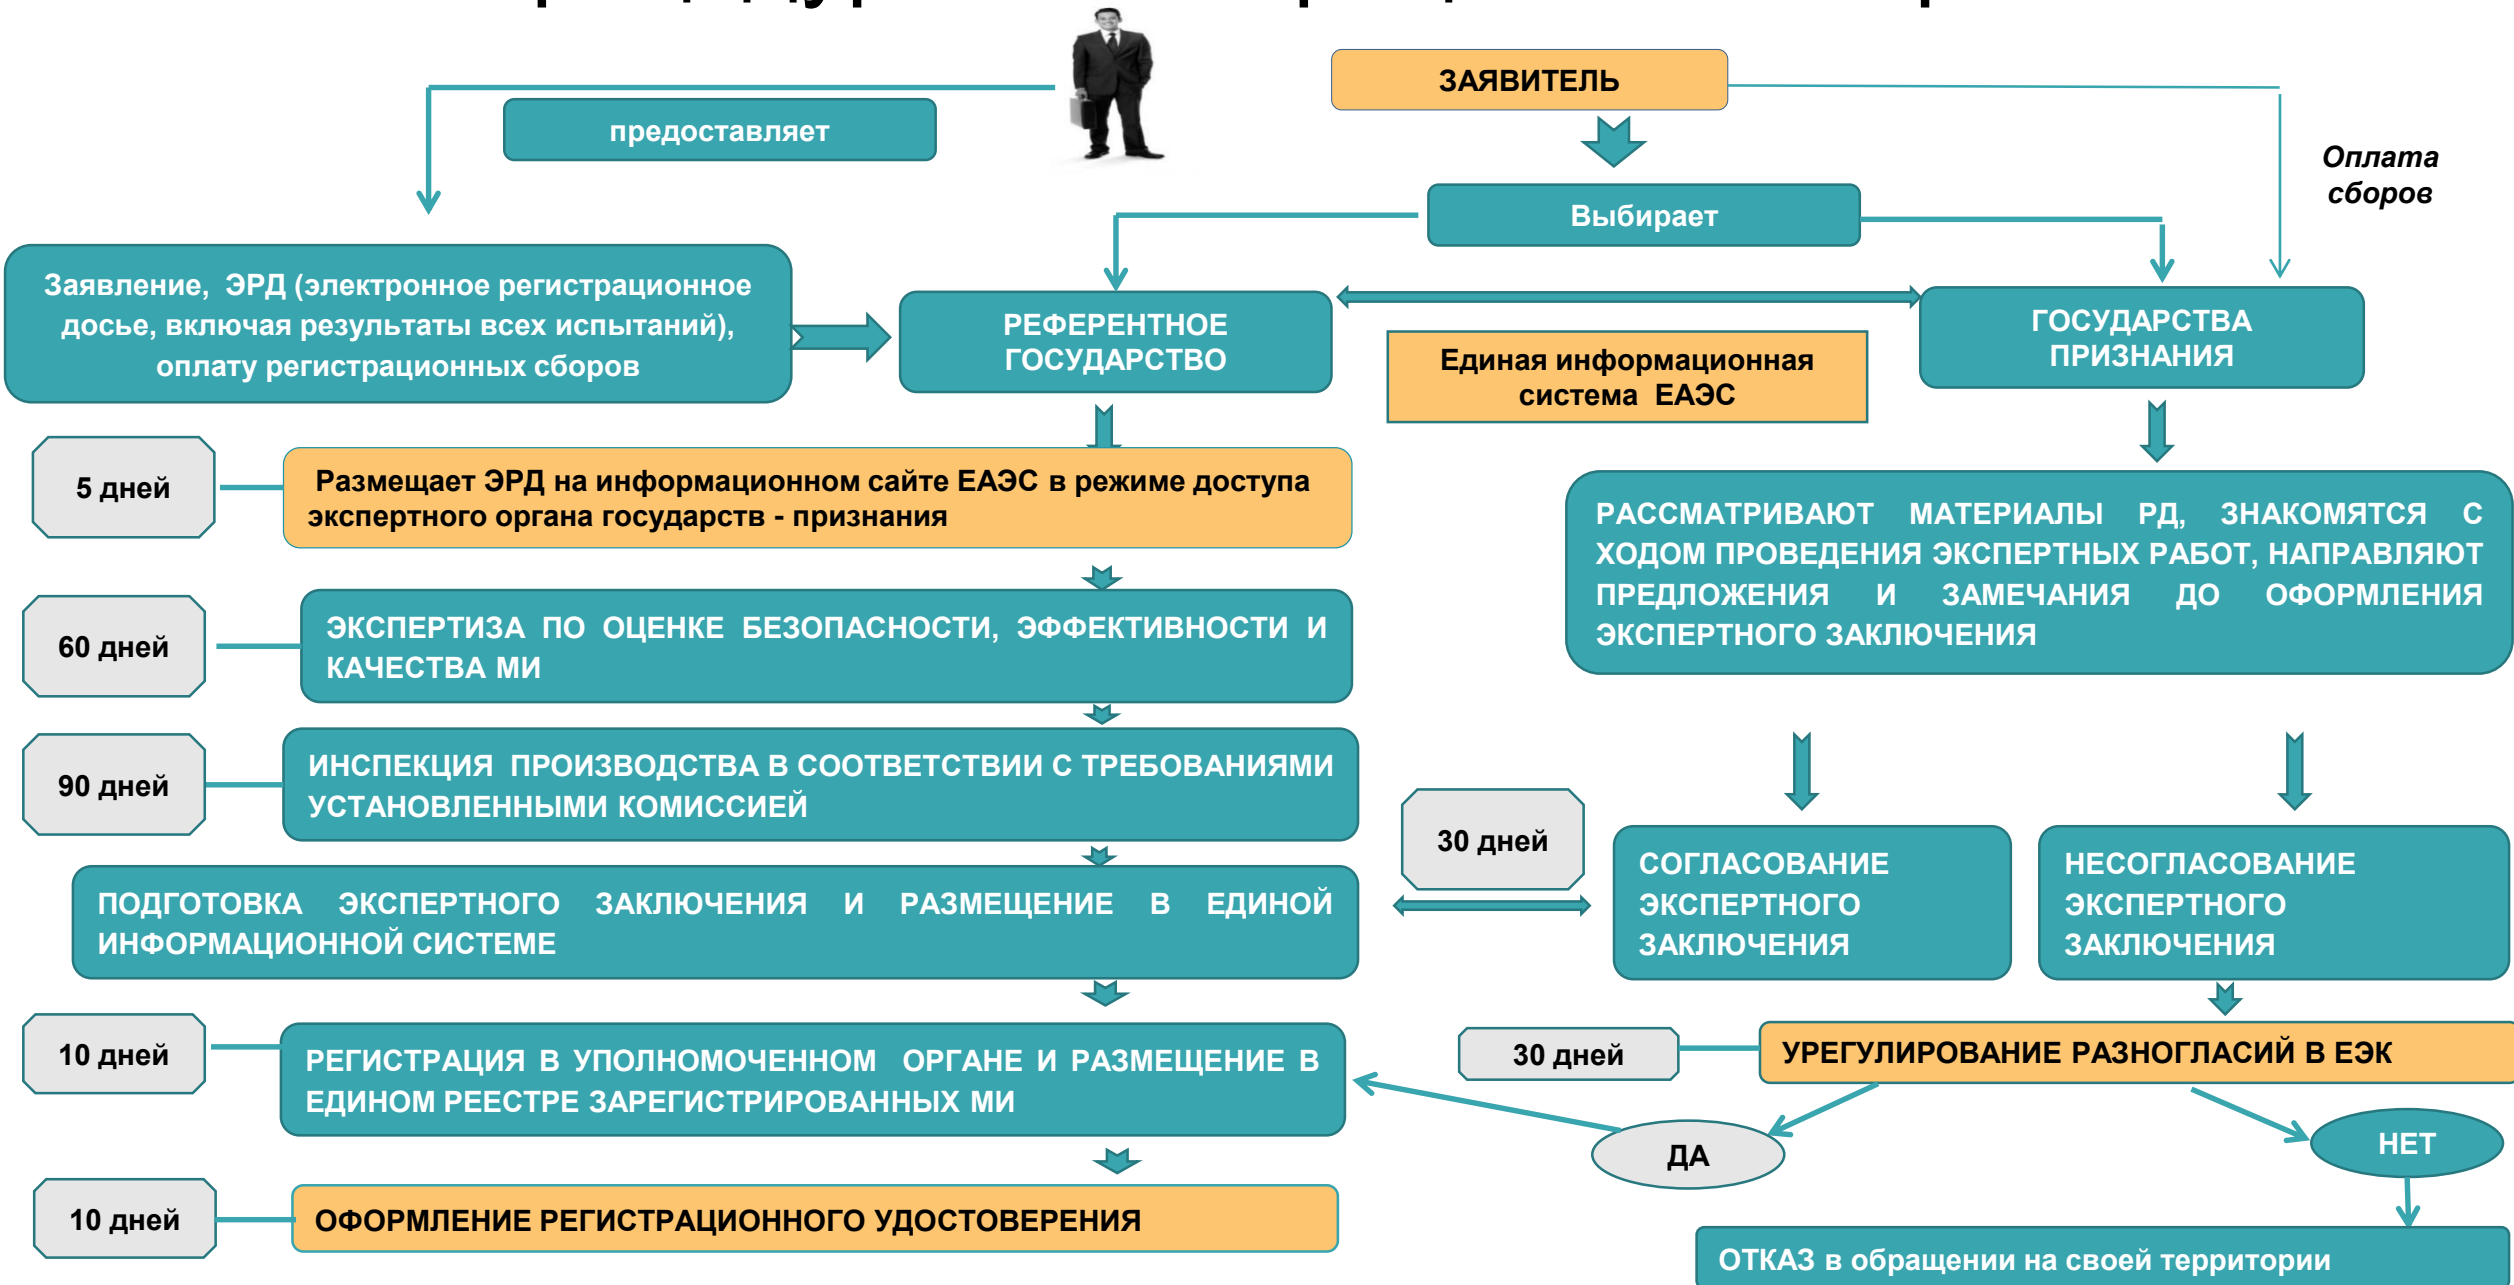 ЗАЯВИТЕЛЬ
предоставляет
Оплата
сборов
Выбирает
Заявление, ЭРД (электронное регистрационное
досье, включая результаты всех испытаний),
оплату регистрационных сборов
РЕФЕРЕНТНОЕ
ГОСУДАРСТВО
ГОСУДАРСТВА
ПРИЗНАНИЯ
Единая информационная
система ЕАЭС
5 дней
Размещает ЭРД на информационном сайте ЕАЭС в режиме доступа
экспертного органа государств - признания
РАССМАТРИВАЮТ МАТЕРИАЛЫ РД, ЗНАКОМЯТСЯ С
ХОДОМ ПРОВЕДЕНИЯ ЭКСПЕРТНЫХ РАБОТ, НАПРАВЛЯЮТ
ПРЕДЛОЖЕНИЯ И ЗАМЕЧАНИЯ ДО ОФОРМЛЕНИЯ
ЭКСПЕРТНОГО ЗАКЛЮЧЕНИЯ
60 дней
ЭКСПЕРТИЗА ПО ОЦЕНКЕ БЕЗОПАСНОСТИ, ЭФФЕКТИВНОСТИ И
КАЧЕСТВА МИ
90 дней
ИНСПЕКЦИЯ ПРОИЗВОДСТВА В СООТВЕТСТВИИ С ТРЕБОВАНИЯМИ
УСТАНОВЛЕННЫМИ КОМИССИЕЙ
30 дней
СОГЛАСОВАНИЕ
ЭКСПЕРТНОГО
ЗАКЛЮЧЕНИЯ
НЕСОГЛАСОВАНИЕ
ЭКСПЕРТНОГО
ЗАКЛЮЧЕНИЯ
ПОДГОТОВКА ЭКСПЕРТНОГО ЗАКЛЮЧЕНИЯ И РАЗМЕЩЕНИЕ В ЕДИНОЙ
ИНФОРМАЦИОННОЙ СИСТЕМЕ
10 дней
РЕГИСТРАЦИЯ В УПОЛНОМОЧЕННОМ ОРГАНЕ И РАЗМЕЩЕНИЕ В
ЕДИНОМ РЕЕСТРЕ ЗАРЕГИСТРИРОВАННЫХ МИ
30 дней
УРЕГУЛИРОВАНИЕ РАЗНОГЛАСИЙ В ЕЭК
ДА
НЕТ
10 дней
ОФОРМЛЕНИЕ РЕГИСТРАЦИОННОГО УДОСТОВЕРЕНИЯ
ОТКАЗ в обращении на своей территории